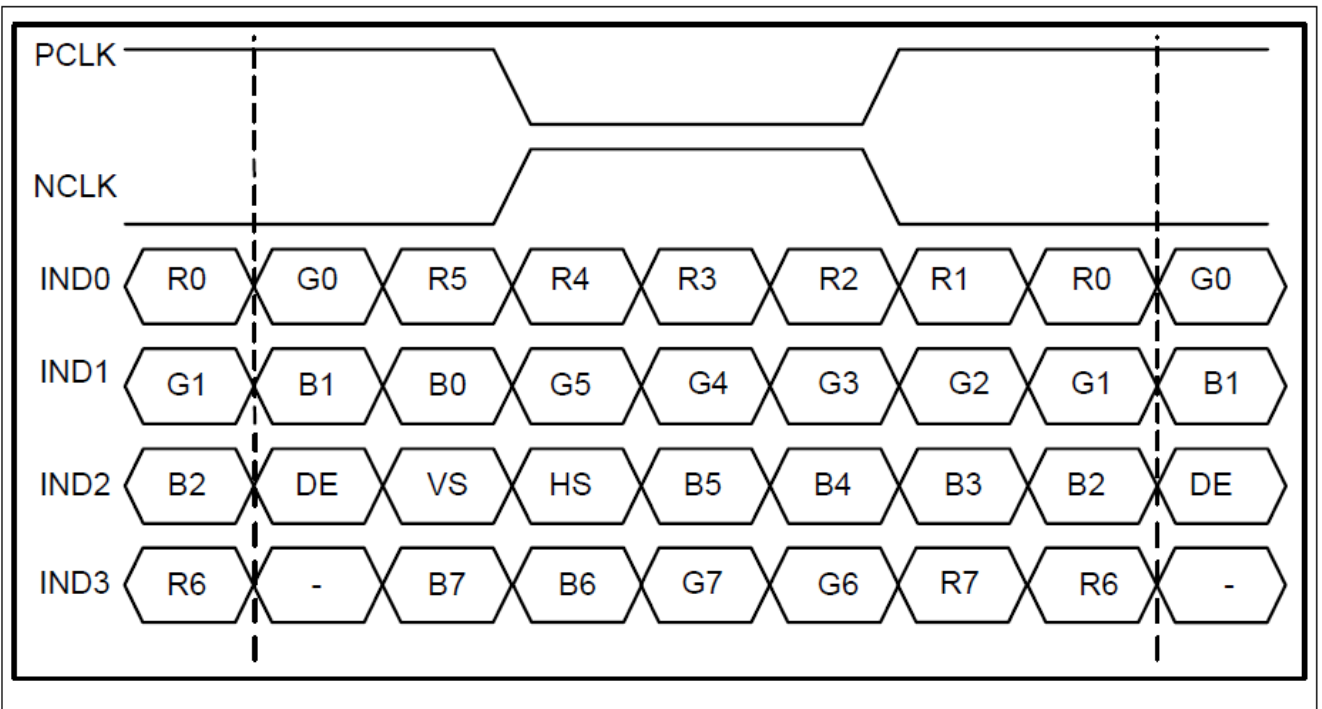 PCLK
NCLK
IND0 R0 G0 R5 R4 R3 R2 R1 R0 G0
IND1 G1 B1 B0 G5 G4 G3 G2 G1 B1
IND2 B2 DE VS HS B5 B4 B3 B2 DE
IND3 R6 - B7 B6 G7 G6 R7 R6 -